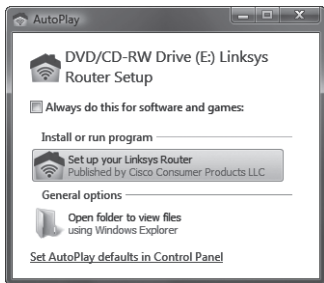 AutoPlay
DVD/CD-RW Drive (E:) Linksys
Router Setup
Always do this for software and games:
Install or run program
Set up your Linksys Router
Published by Cisco Consumer Products LLC
General options
Open folder to view files
using Windows Explorer
Set AutoPlay defaults in Control Panel